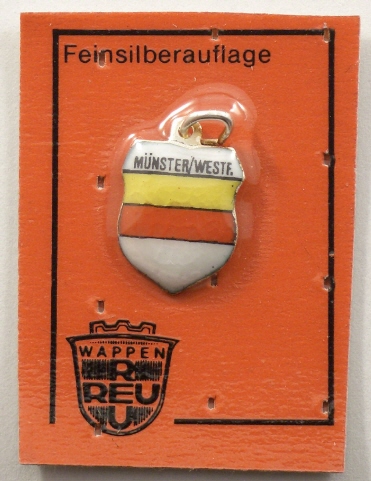 Feinsilberauflage
MÜNSTER/WESTF.
WAPPEN
R
REU
U